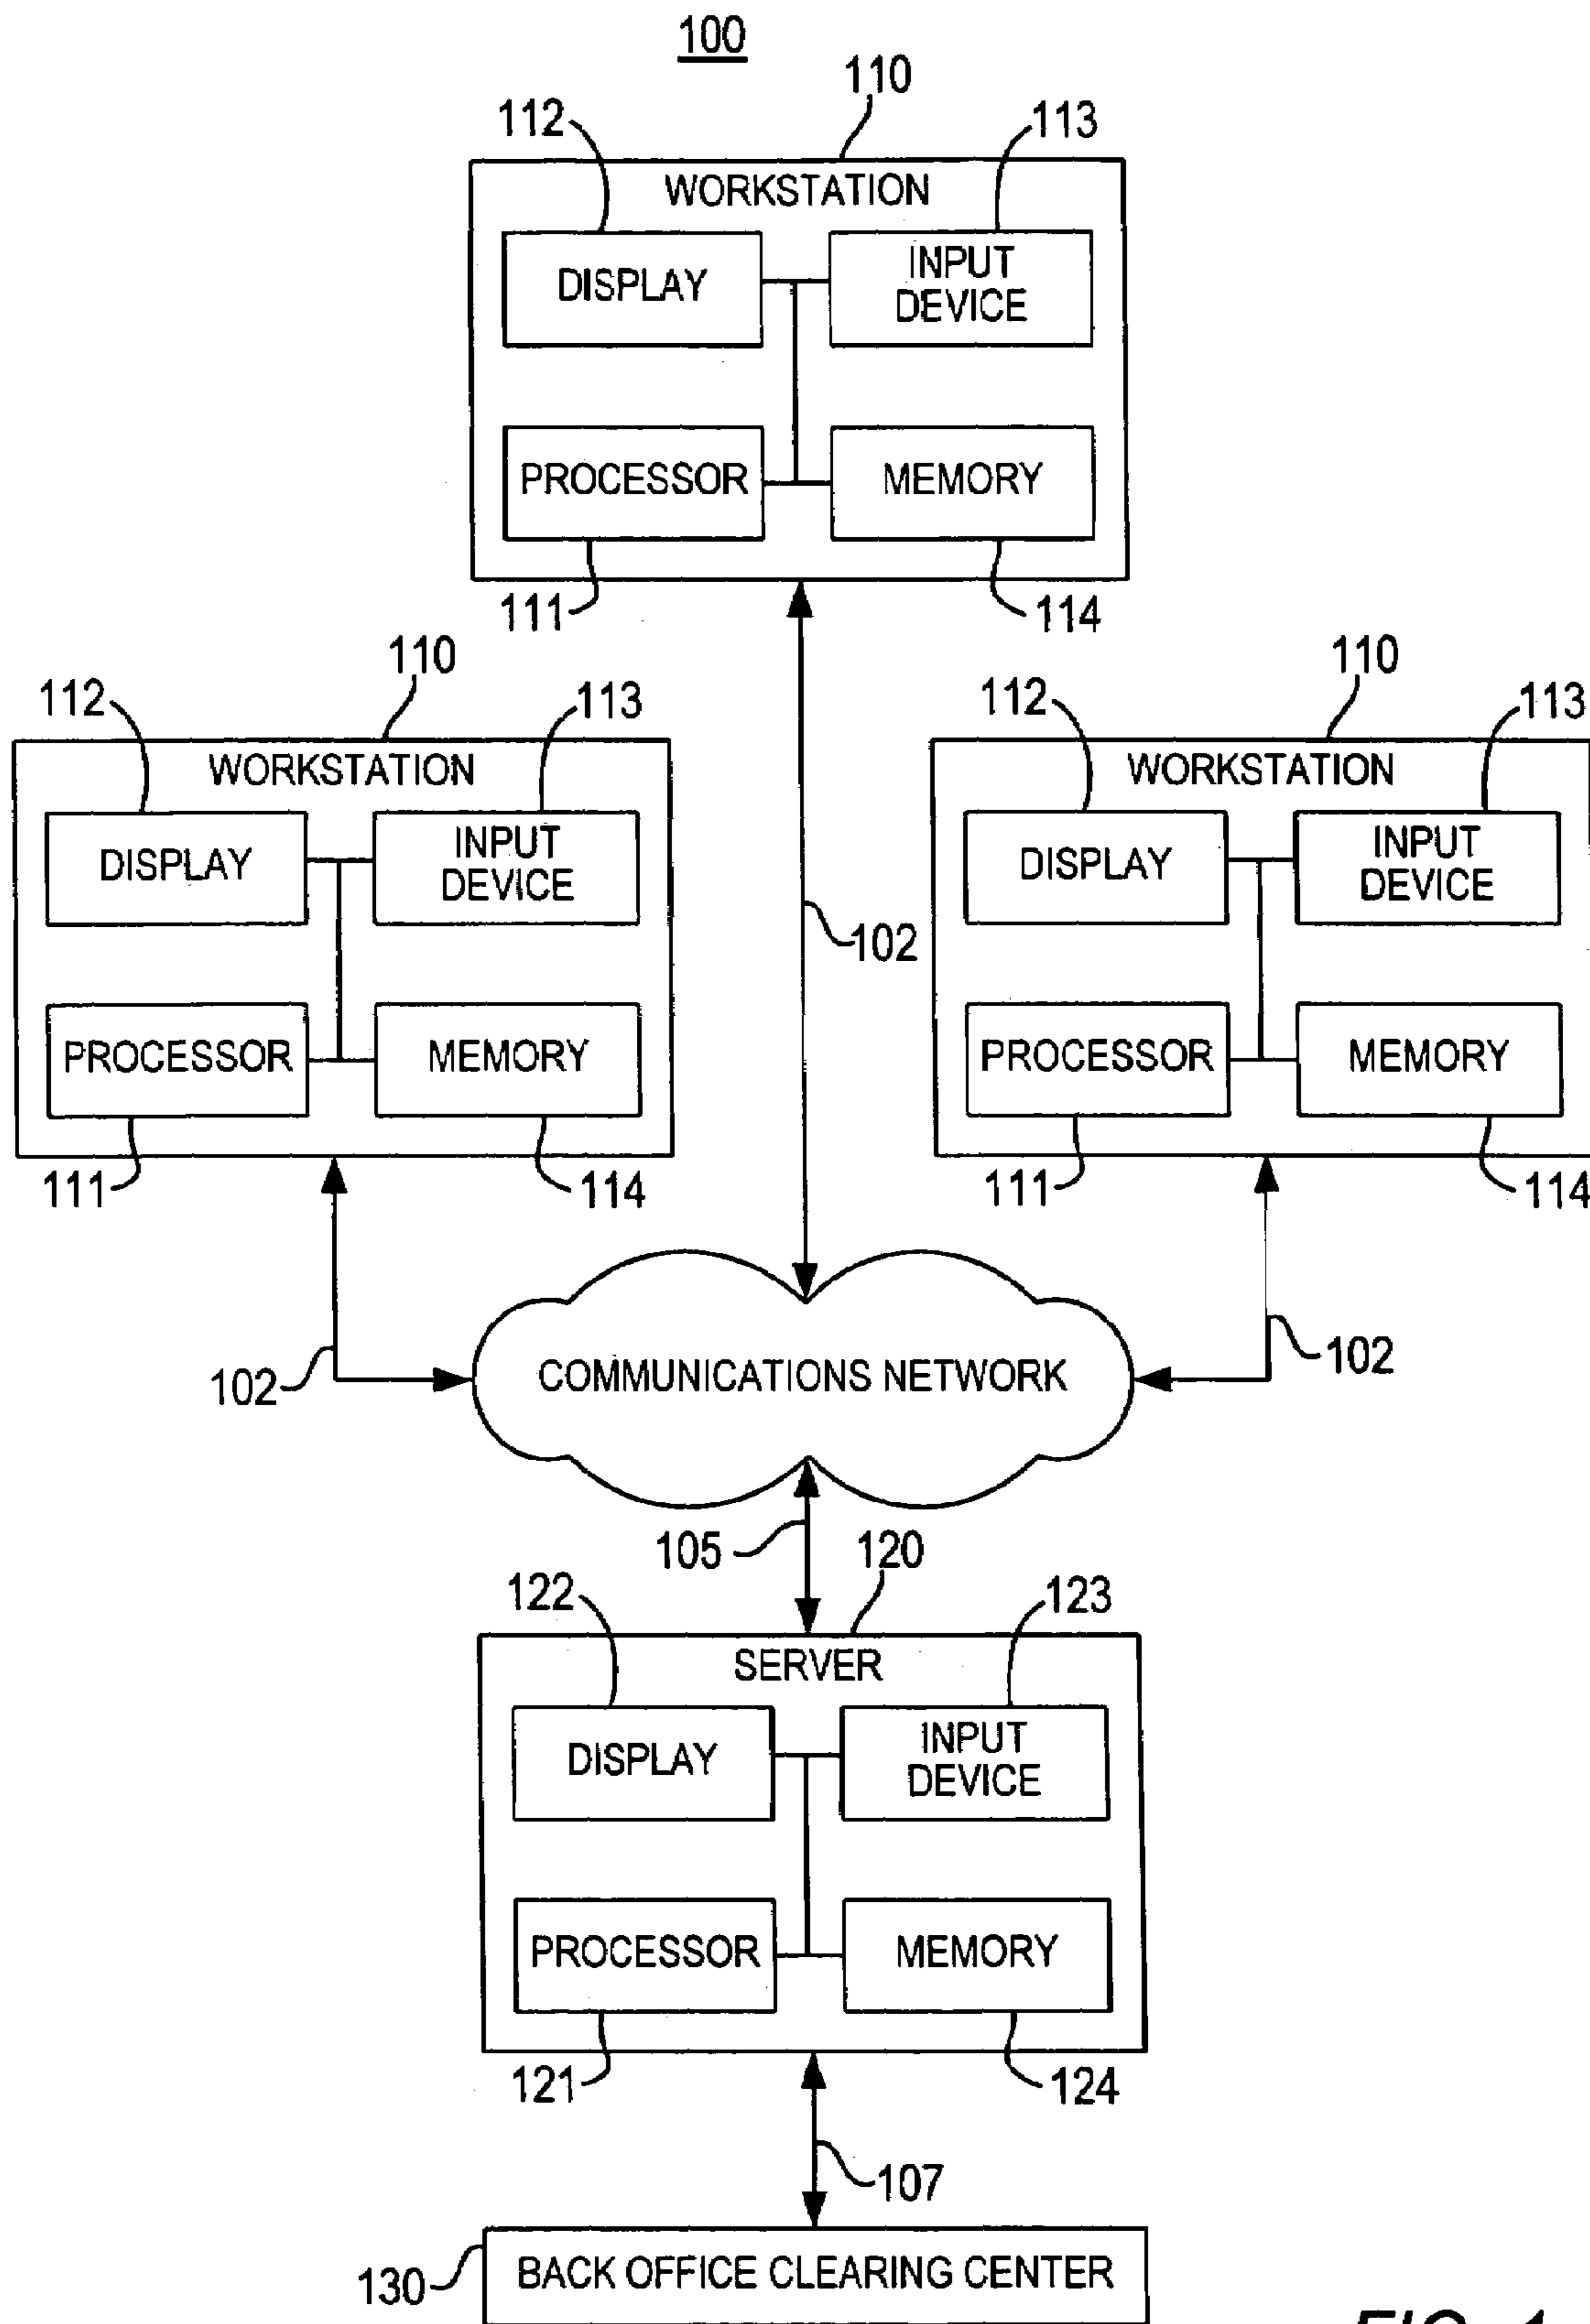 100
110
112
113
WORKSTATION
DISPLAY
INPUT
DEVICE
PROCESSOR
MEMORY
111
114
110
110
112
113
112
113
WORKSTATION
WORKSTATION
DISPLAY
INPUT
DEVICE
DISPLAY
INPUT
DEVICE
102
PROCESSOR
MEMORY
PROCESSOR
MEMORY
111
114
111
114
102
COMMUNICATIONS NETWORK
102
105
120
122
123
SERVER
DISPLAY
INPUT
DEVICE
PROCESSOR
MEMORY
121
124
107
130
BACK OFFICE CLEARING CENTER
FIG. 1